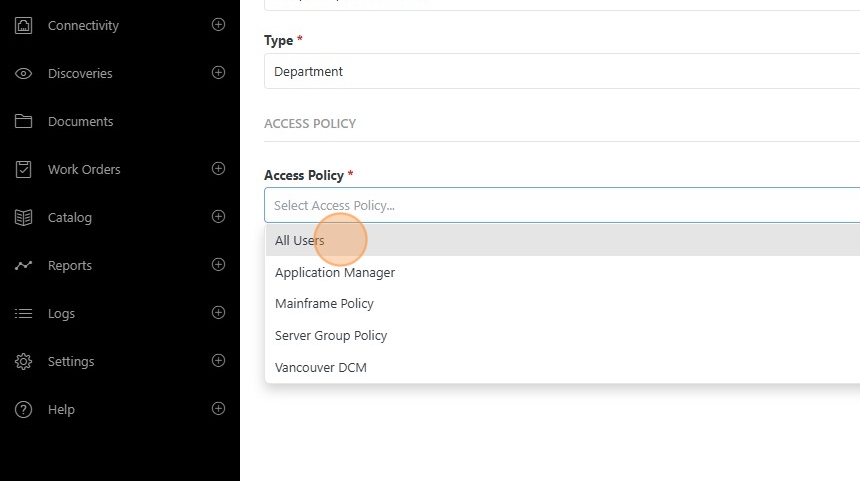 Connectivity
Discoveries
Documents
Work Orders
Catalog
Reports
Logs
Settings
Help
Type *
Department
ACCESS POLICY
Access Policy *
Select Access Policy...
All Users
Application Manager
Mainframe Policy
Server Group Policy
Vancouver DCM